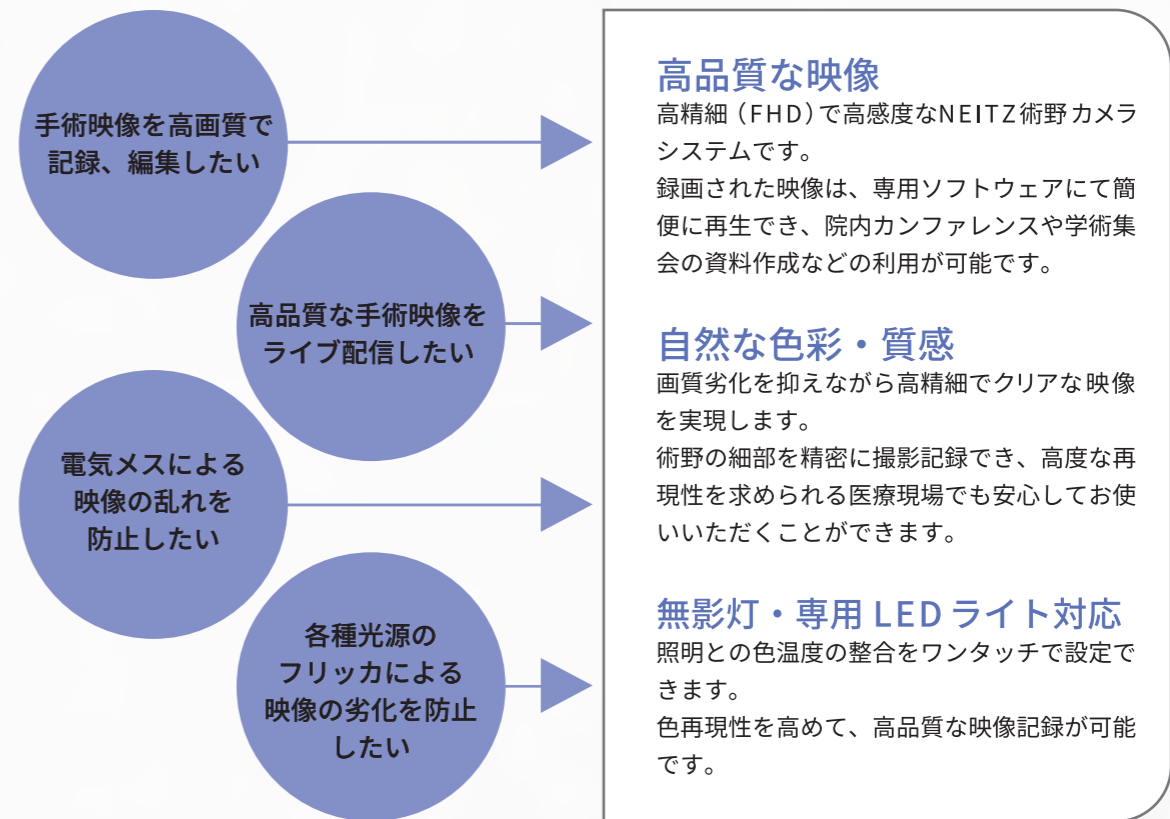 手術映像を高画質で
記録、編集したい
高品質な手術映像を
ライブ配信したい
電気メスによる
映像の乱れを
防止したい
各種光源の
フリッカによる
映像の劣化を防止
したい
高品質な映像
高精細（FHD）で高感度なNEITZ術野カメラ
システムです。
録画された映像は、専用ソフトウェアにて簡
便に再生でき、院内カンファレンスや学術集
会の資料作成などの利用が可能です。
自然な色彩・質感
画質劣化を抑えながら高精細でクリアな映像
を実現します。
術野の細部を精密に撮影記録でき、高度な再
現性を求められる医療現場でも安心してお使
いいただくことができます。
無影灯・専用 LED ライト対応
照明との色温度の整合をワンタッチで設定で
きます。
色再現性を高めて、高品質な映像記録が可能
です。